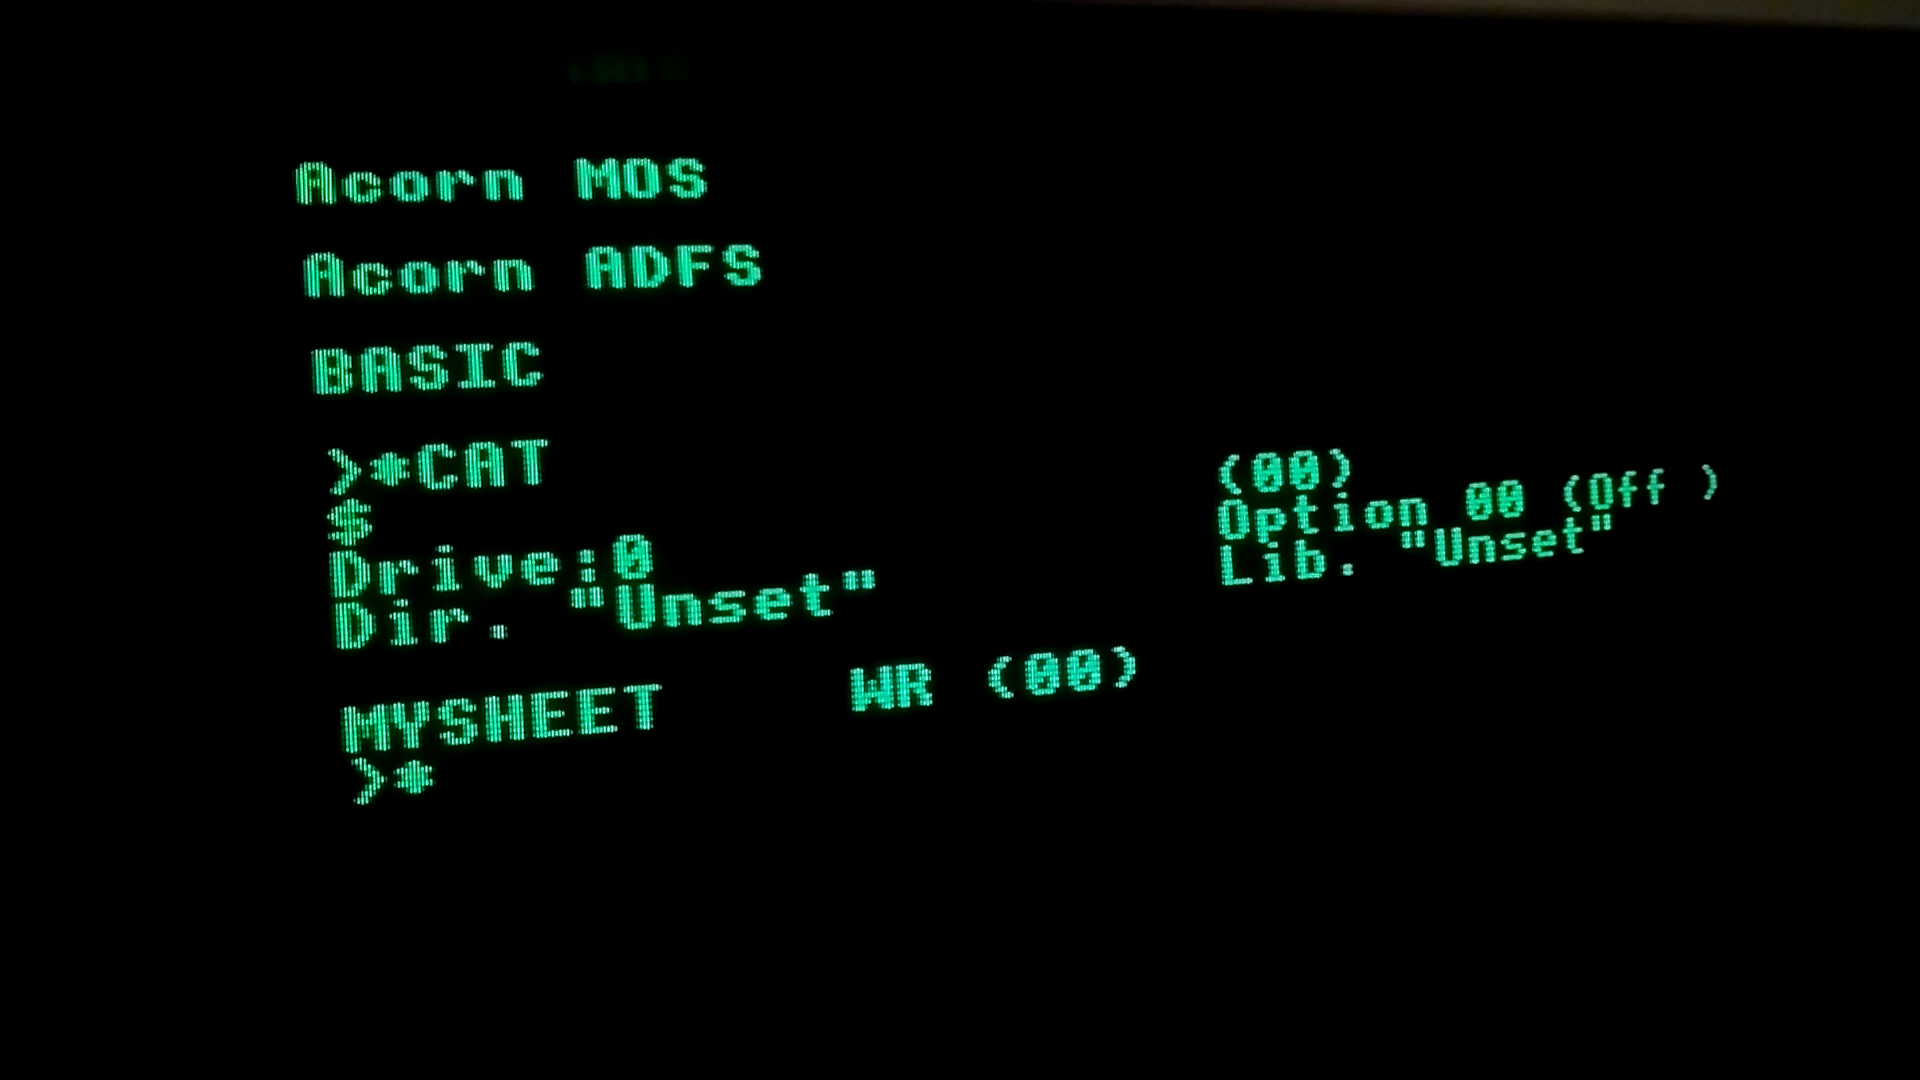 Acorn MOS
Acorn ADFS
BASIC
>*CAT
$ (00)
Drive:0 Option 00 (Off )
Dir. "Unset" Lib. "Unset"
MYSHEET WR (00)
>*